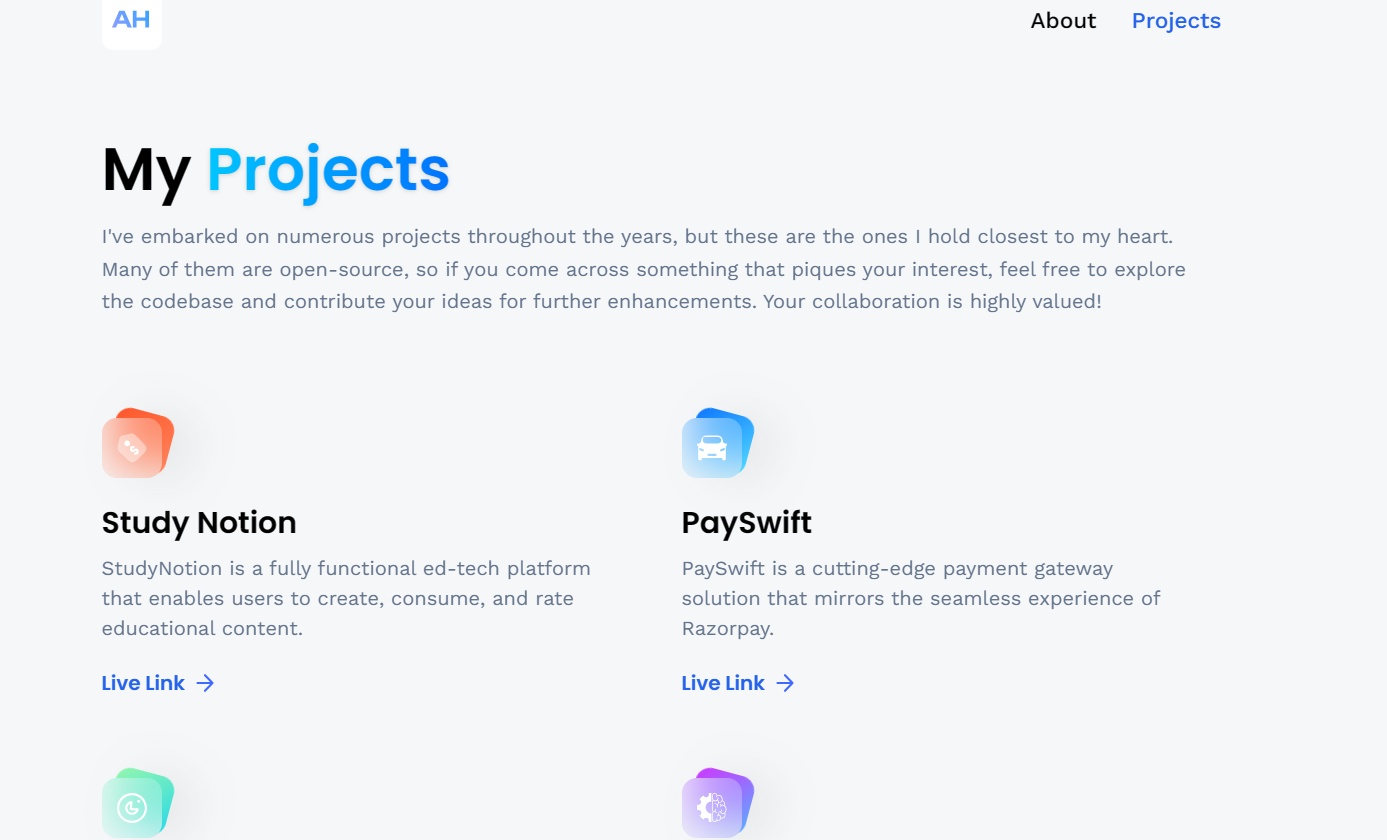 AH
About Projects
My Projects
I've embarked on numerous projects throughout the years, but these are the ones I hold closest to my heart.
Many of them are open-source, so if you come across something that piques your interest, feel free to explore
the codebase and contribute your ideas for further enhancements. Your collaboration is highly valued!
Study Notion
StudyNotion is a fully functional ed-tech platform
that enables users to create, consume, and rate
educational content.
Live Link
PaySwift
PaySwift is a cutting-edge payment gateway
solution that mirrors the seamless experience of
Razorpay.
Live Link